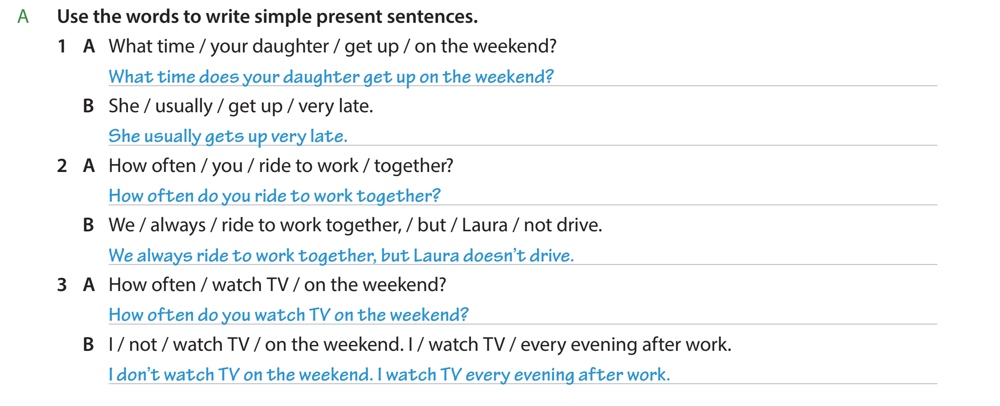 A Use the words to write simple present sentences.
1 A What time / your daughter / get up / on the weekend?
What time does your daughter get up on the weekend?
B She / usually / get up / very late.
She usually gets up very late.
2 A How often / you / ride to work / together?
How often do you ride to work together?
B We / always / ride to work together, / but / Laura / not drive.
We always ride to work together, but Laura doesn't drive.
3 A How often / watch TV / on the weekend?
How often do you watch TV on the weekend?
B I / not / watch TV / on the weekend. I / watch TV / every evening after work.
I don't watch TV on the weekend. I watch TV every evening after work.